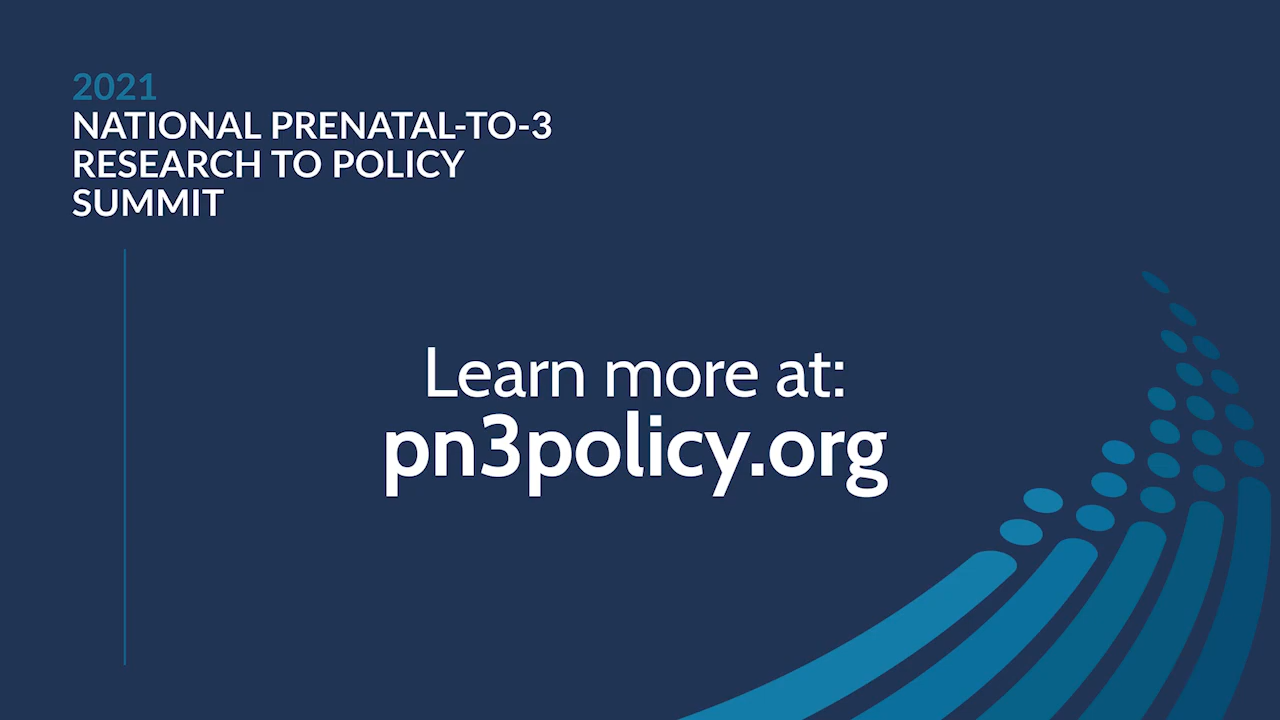 2021
NATIONAL PRENATAL-TO-3
RESEARCH TO POLICY
SUMMIT
Learn more at:
pn3policy.org